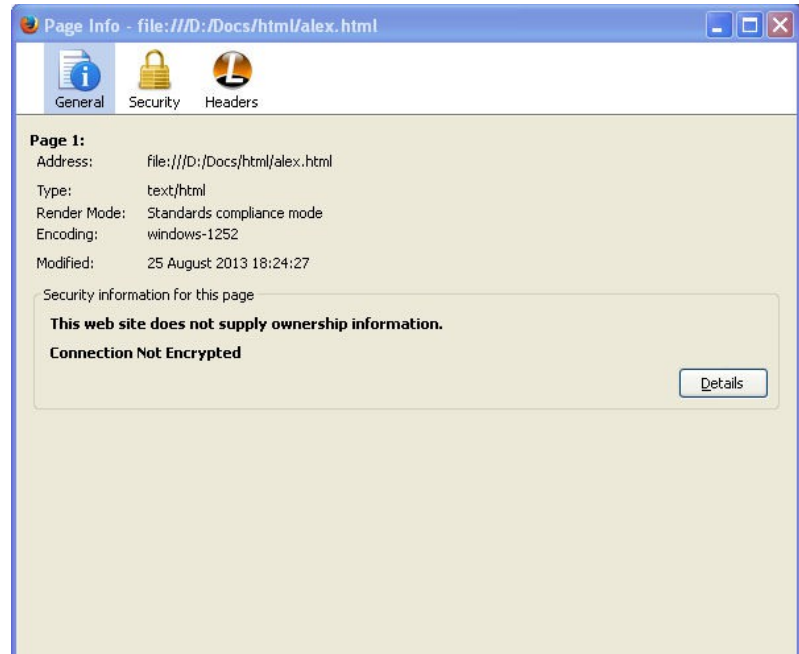 Page Info - file:///D:/Docs/html/alex.html
General Security Headers
Page 1:
Address: file:///D:/Docs/html/alex.html
Type: text/html
Render Mode: Standards compliance mode
Encoding: windows-1252
Modified: 25 August 2013 18:24:27
Security information for this page
This web site does not supply ownership information.
Connection Not Encrypted
Details